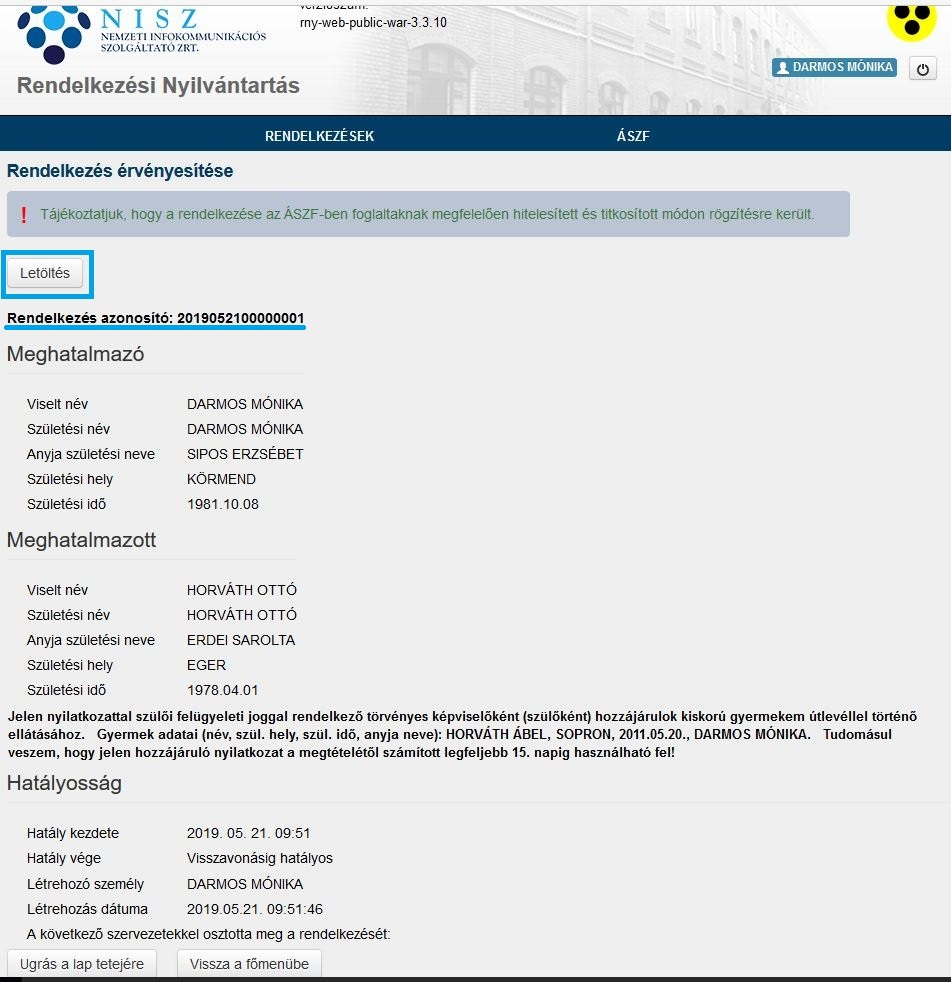 verziószám:
NISZ
rny-web-public-war-3.3.10
NEMZETI INFOKOMMUNIKÁCIÓS
SZOLGÁLTATÓ ZRT.
DARMOS MÓNIKA
Rendelkezési Nyilvántartás
RENDELKEZÉSEK ÁSZF
Rendelkezés érvényesítése
! Tájékoztatjuk, hogy a rendelkezése az ÁSZF-ben foglaltaknak megfelelően hitelesített és titkosított módon rögzítésre került.
Letöltés
Rendelkezés azonosító: 2019052100000001
Meghatalmazó
Viselt név DARMOS MÓNIKA
Születési név DARMOS MÓNIKA
Anyja születési neve SIPOS ERZSÉBET
Születési hely KÖRMEND
Születési idő 1981.10.08
Meghatalmazott
Viselt név HORVÁTH OTTÓ
Születési név HORVÁTH OTTÓ
Anyja születési neve ERDEI SAROLTA
Születési hely EGER
Születési idő 1978.04.01
Jelen nyilatkozattal szülői felügyeleti joggal rendelkező törvényes képviselőként (szülőként) hozzájárulok kiskorú gyermekem útlevéllel történő
ellátásához. Gyermek adatai (név, szül. hely, szül. idő, anyja neve): HORVÁTH ÁBEL, SOPRON, 2011.05.20., DARMOS MÓNIKA. Tudomásul
veszem, hogy jelen hozzájáruló nyilatkozat a megtételétől számított legfeljebb 15. napig használható fel!
Hatályosság
Hatály kezdete 2019. 05. 21. 09:51
Hatály vége Visszavonásig hatályos
Létrehozó személy DARMOS MÓNIKA
Létrehozás dátuma 2019.05.21. 09:51:46
A következő szervezetekkel osztotta meg a rendelkezését:
Ugrás a lap tetejére Vissza a főmenübe